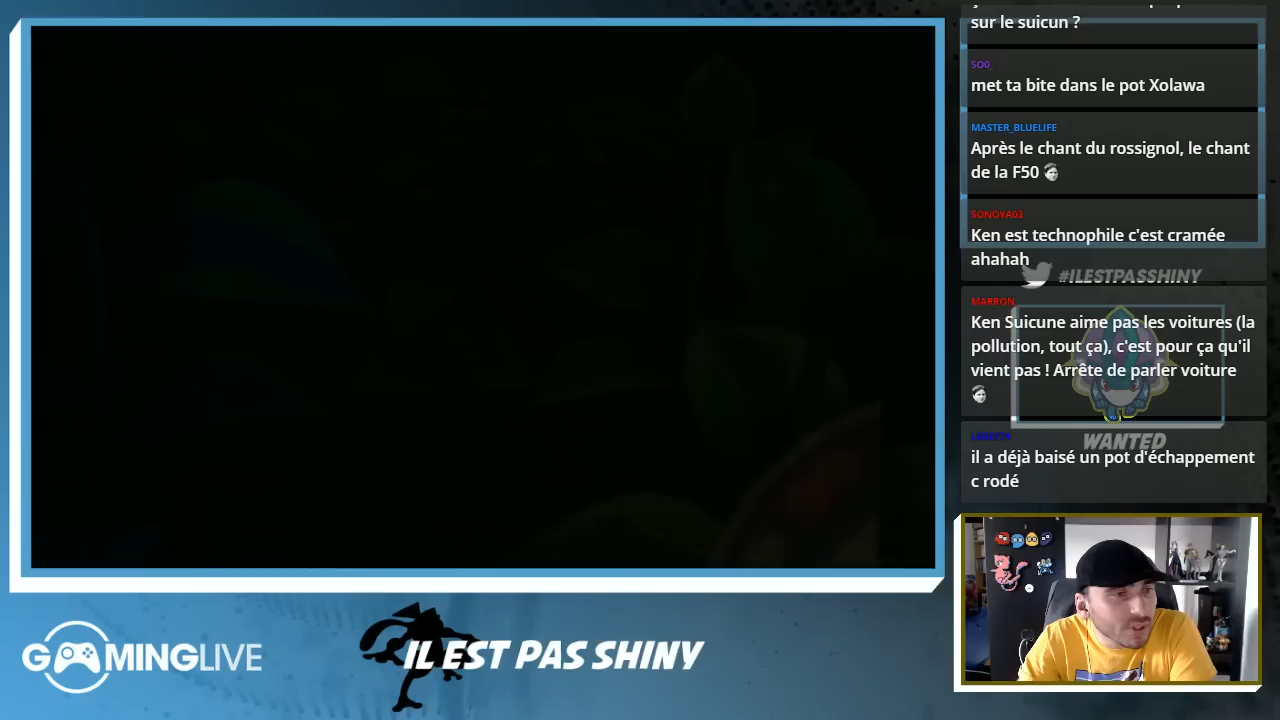 sur le suicun ?
SO0_
met ta bite dans le pot Xolawa
MASTER_BLUELIFE
Après le chant du rossignol, le chant
de la F50
SONOYA03
Ken est technophile c'est cramée
ahahah
#ILESTPASSHINY
MARRON_
Ken Suicune aime pas les voitures (la
pollution, tout ça), c'est pour ça qu'il
vient pas ! Arrête de parler voiture
WANTED
il a déjà baisé un pot d'échappement
c rodé
GAMINGLIVE
IL EST PAS SHINY